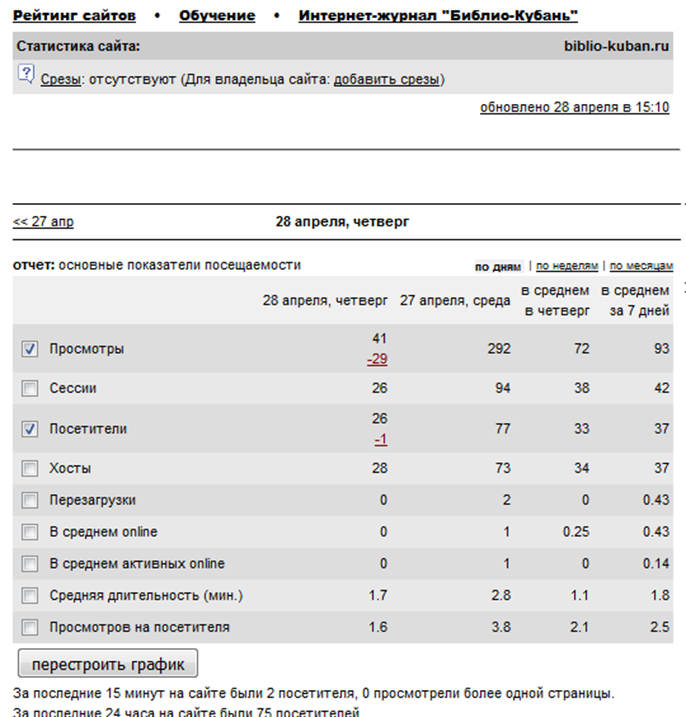 Рейтинг сайтов • Обучение • Интернет-журнал "Библио-Кубань"
Статистика сайта: biblio-kuban.ru
Срезы: отсутствуют (Для владельца сайта: добавить срезы)
обновлено 28 апреля в 15:10
<< 27 апр 28 апреля, четверг
отчет: основные показатели посещаемости по дням | по неделям | по месяцам
28 апреля, четверг 27 апреля, среда в среднем в четверг в среднем за 7 дней
Просмотры 41 -29 292 72 93
Сессии 26 94 38 42
Посетители 26 -1 77 33 37
Хосты 28 73 34 37
Перезагрузки 0 2 0 0.43
В среднем online 0 1 0.25 0.43
В среднем активных online 0 1 0 0.14
Средняя длительность (мин.) 1.7 2.8 1.1 1.8
Просмотров на посетителя 1.6 3.8 2.1 2.5
перестроить график
За последние 15 минут на сайте были 2 посетителя, 0 просмотрели более одной страницы.
За последние 24 часа на сайте были 75 посетителей